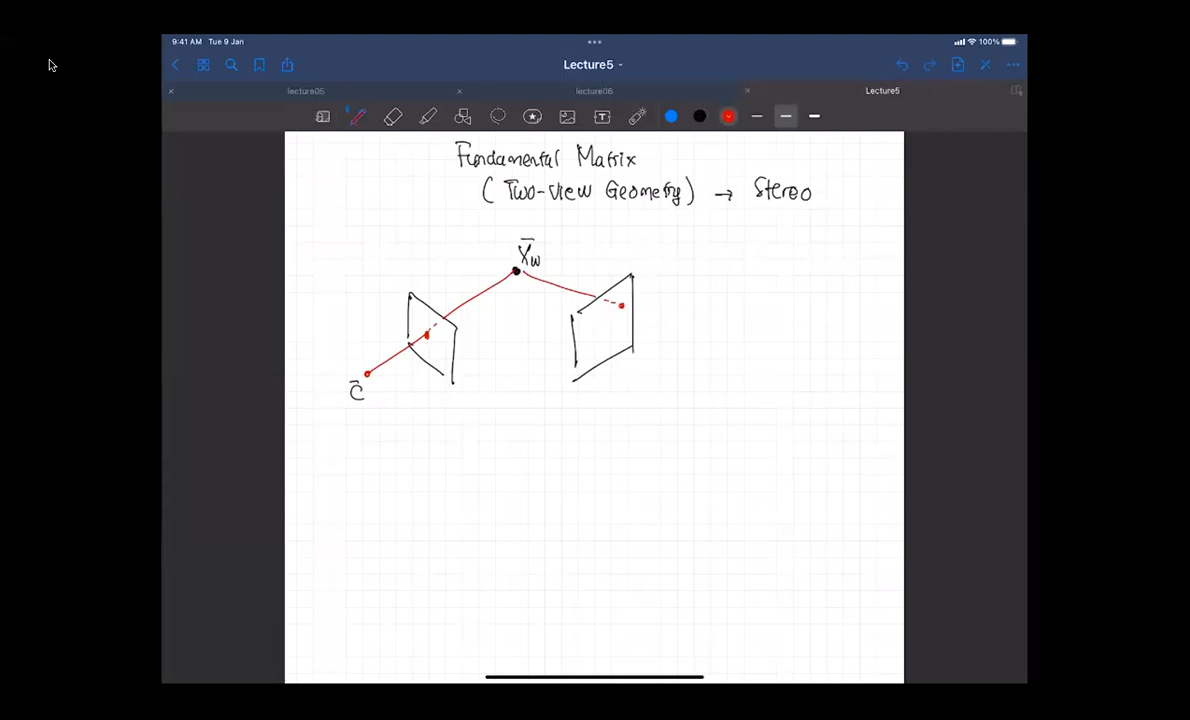 9:41 AM Tue 9 Jan
100%
Lecture5
lecture05
lecture06
Lecture5
Fundamental Matrix
(Two-view Geometry) → Stereo
X̄w
C̄